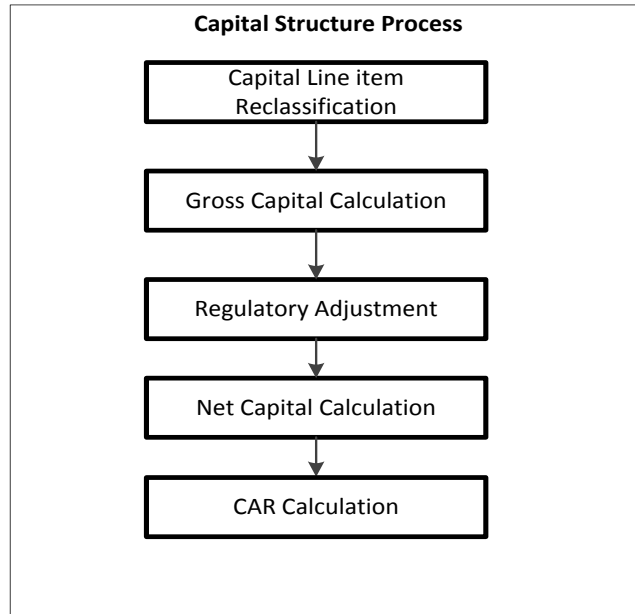 Capital Structure Process
Capital Line item
Reclassification
Gross Capital Calculation
Regulatory Adjustment
Net Capital Calculation
CAR Calculation